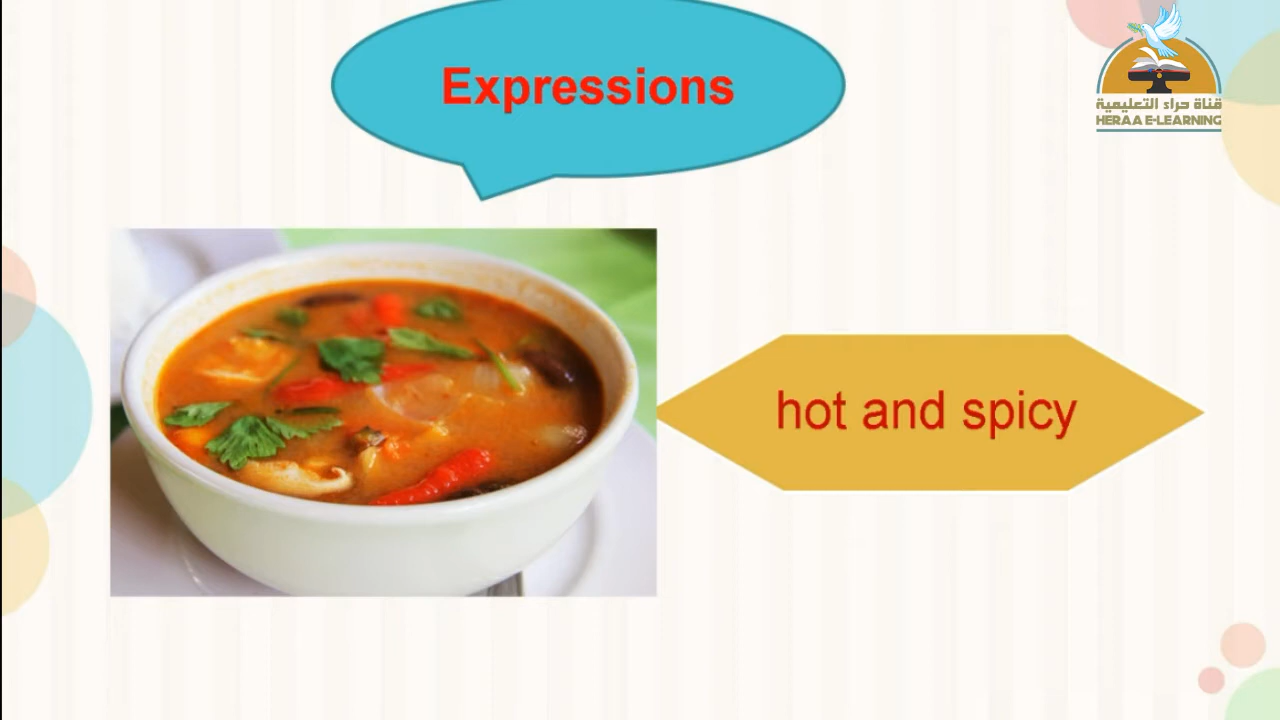 Expressions
قناة حراء التعليمية
HERAA E-LEARNING
hot and spicy